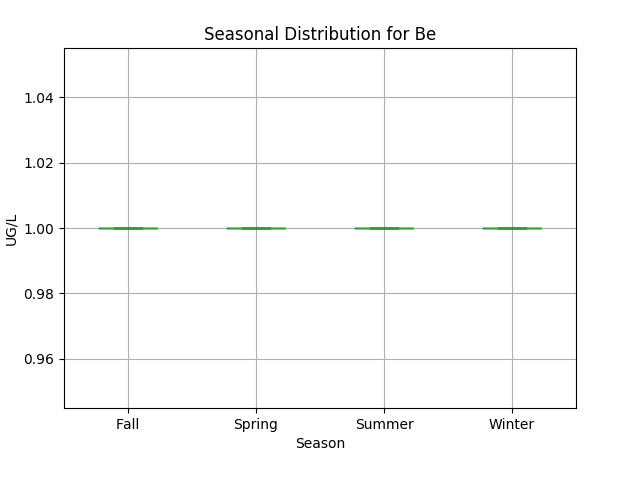 Seasonal Distribution for Be
1.04
1.02
1.00
0.98
0.96
UG/L
Fall Spring Summer Winter
Season